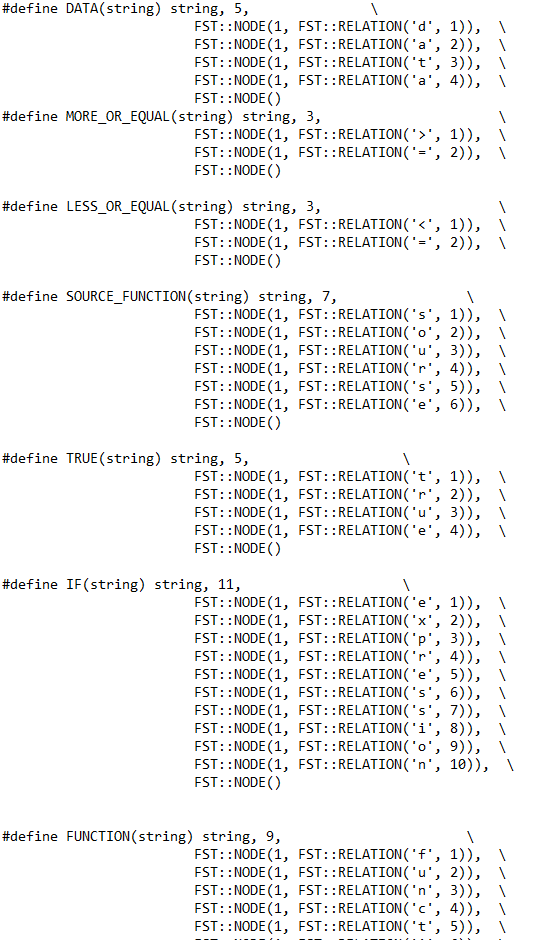 #define DATA(string) string, 5, \
FST::NODE(1, FST::RELATION('d', 1)), \
FST::NODE(1, FST::RELATION('a', 2)), \
FST::NODE(1, FST::RELATION('t', 3)), \
FST::NODE(1, FST::RELATION('a', 4)), \
FST::NODE()
#define MORE_OR_EQUAL(string) string, 3, \
FST::NODE(1, FST::RELATION('>', 1)), \
FST::NODE(1, FST::RELATION('=', 2)), \
FST::NODE()
#define LESS_OR_EQUAL(string) string, 3, \
FST::NODE(1, FST::RELATION('<', 1)), \
FST::NODE(1, FST::RELATION('=', 2)), \
FST::NODE()
#define SOURCE_FUNCTION(string) string, 7, \
FST::NODE(1, FST::RELATION('s', 1)), \
FST::NODE(1, FST::RELATION('o', 2)), \
FST::NODE(1, FST::RELATION('u', 3)), \
FST::NODE(1, FST::RELATION('r', 4)), \
FST::NODE(1, FST::RELATION('s', 5)), \
FST::NODE(1, FST::RELATION('e', 6)), \
FST::NODE()
#define TRUE(string) string, 5, \
FST::NODE(1, FST::RELATION('t', 1)), \
FST::NODE(1, FST::RELATION('r', 2)), \
FST::NODE(1, FST::RELATION('u', 3)), \
FST::NODE(1, FST::RELATION('e', 4)), \
FST::NODE()
#define IF(string) string, 11, \
FST::NODE(1, FST::RELATION('e', 1)), \
FST::NODE(1, FST::RELATION('x', 2)), \
FST::NODE(1, FST::RELATION('p', 3)), \
FST::NODE(1, FST::RELATION('r', 4)), \
FST::NODE(1, FST::RELATION('e', 5)), \
FST::NODE(1, FST::RELATION('s', 6)), \
FST::NODE(1, FST::RELATION('s', 7)), \
FST::NODE(1, FST::RELATION('i', 8)), \
FST::NODE(1, FST::RELATION('o', 9)), \
FST::NODE(1, FST::RELATION('n', 10)), \
FST::NODE()
#define FUNCTION(string) string, 9, \
FST::NODE(1, FST::RELATION('f', 1)), \
FST::NODE(1, FST::RELATION('u', 2)), \
FST::NODE(1, FST::RELATION('n', 3)), \
FST::NODE(1, FST::RELATION('c', 4)), \
FST::NODE(1, FST::RELATION('t', 5)), \